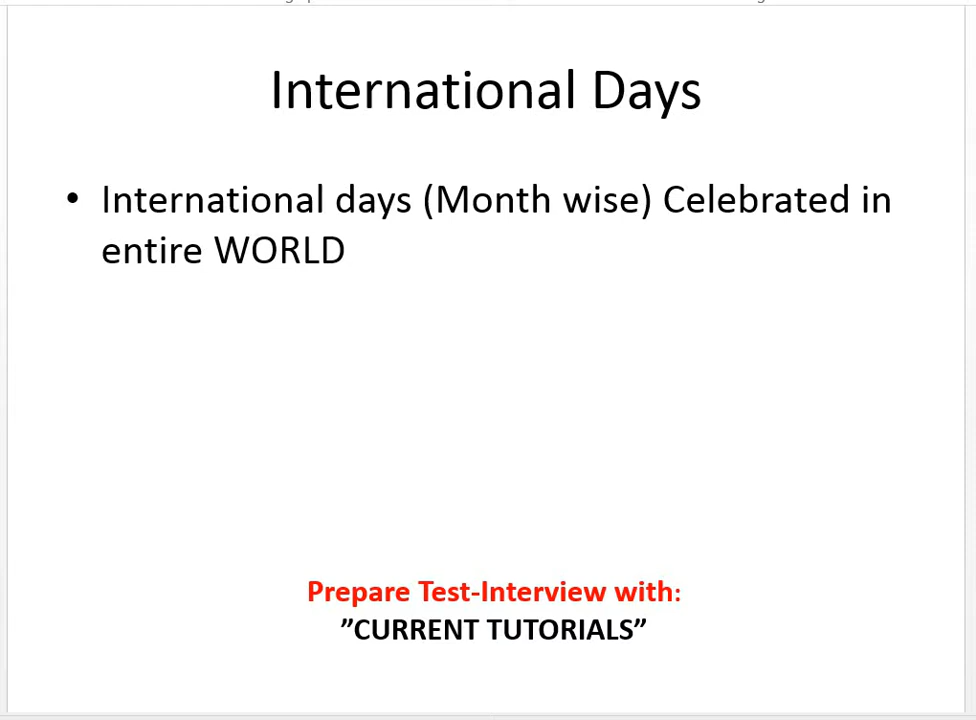 International Days
• International days (Month wise) Celebrated in
entire WORLD
Prepare Test-Interview with:
”CURRENT TUTORIALS”